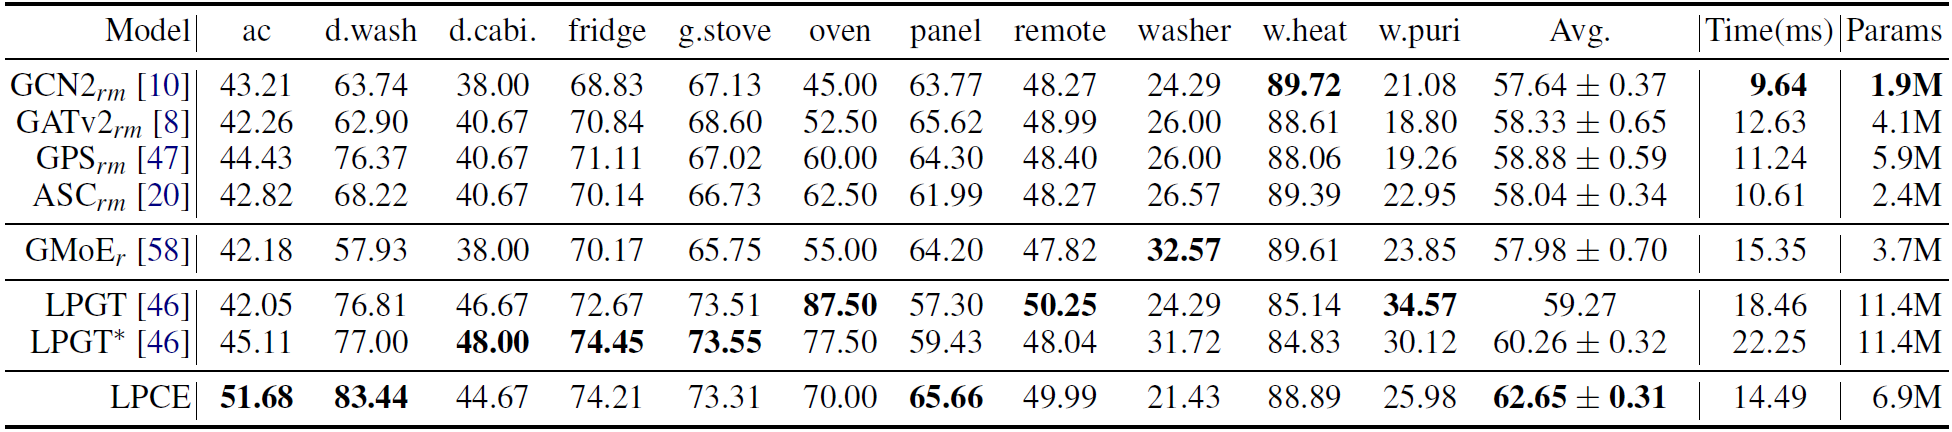 Model ac d.wash d.cabi. fridge g.stove oven panel remote washer w.heat w.puri Avg. Time(ms) Params
GCN2rm [10] 43.21 63.74 38.00 68.83 67.13 45.00 63.77 48.27 24.29 89.72 21.08 57.64 ± 0.37 9.64 1.9M
GATv2rm [8] 42.26 62.90 40.67 70.84 68.60 52.50 65.62 48.99 26.00 88.61 18.80 58.33 ± 0.65 12.63 4.1M
GPSrm [47] 44.43 76.37 40.67 71.11 67.02 60.00 64.30 48.40 26.00 88.06 19.26 58.88 ± 0.59 11.24 5.9M
ASCrm [20] 42.82 68.22 40.67 70.14 66.73 62.50 61.99 48.27 26.57 89.39 22.95 58.04 ± 0.34 10.61 2.4M
GMoEr [58] 42.18 57.93 38.00 70.17 65.75 55.00 64.20 47.82 32.57 89.61 23.85 57.98 ± 0.70 15.35 3.7M
LPGT [46] 42.05 76.81 46.67 72.67 73.51 87.50 57.30 50.25 24.29 85.14 34.57 59.27 18.46 11.4M
LPGT* [46] 45.11 77.00 48.00 74.45 73.55 77.50 59.43 48.04 31.72 84.83 30.12 60.26 ± 0.32 22.25 11.4M
LPCE 51.68 83.44 44.67 74.21 73.31 70.00 65.66 49.99 21.43 88.89 25.98 62.65 ± 0.31 14.49 6.9M